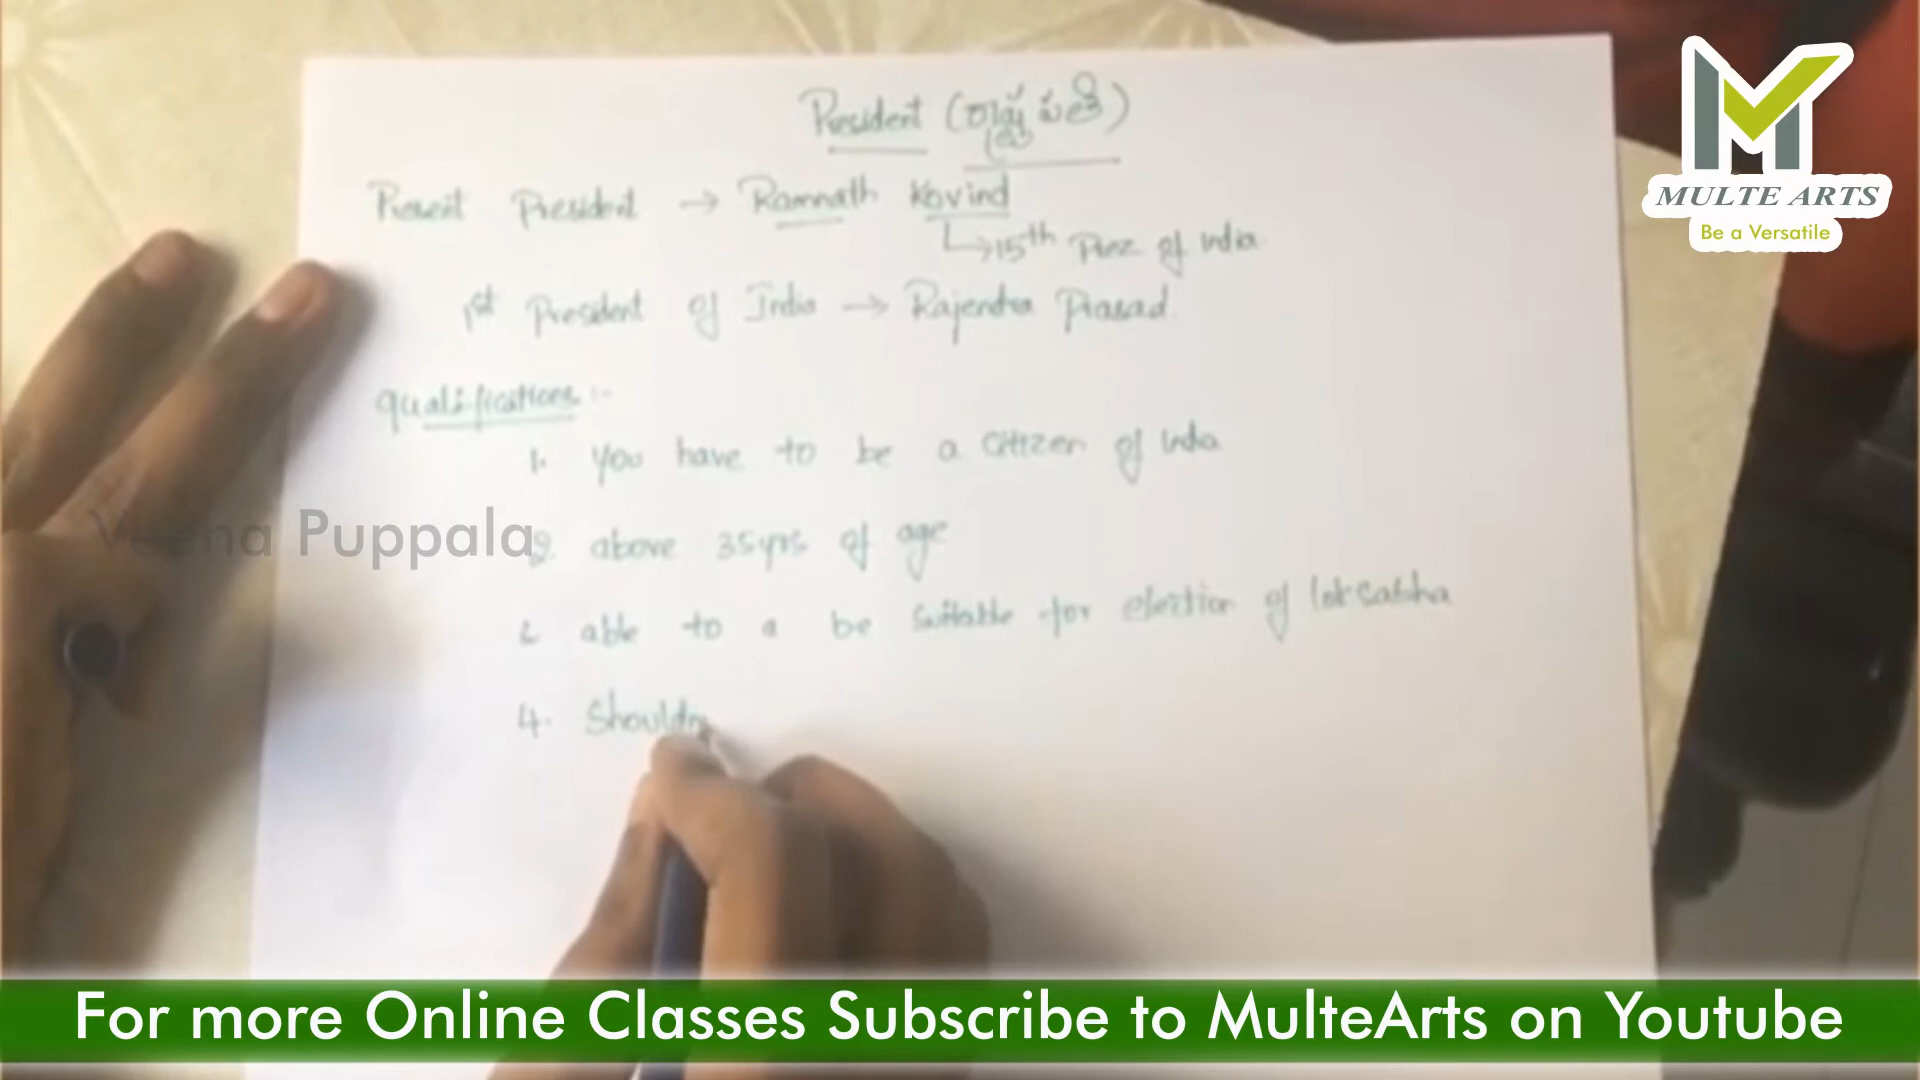 President (రాష్ట్రపతి)
Present President → Ramnath Kovind
↳ 15th Prez of India
1st President of India → Rajendra Prasad.
Qualifications :-
1. You have to be a Citizen of India
2. above 35yrs of age
able to a be Suitable for election of loksabha
4. Shouldn
Veena Puppala
MULTE ARTS
Be a Versatile
For more Online Classes Subscribe to MulteArts on Youtube